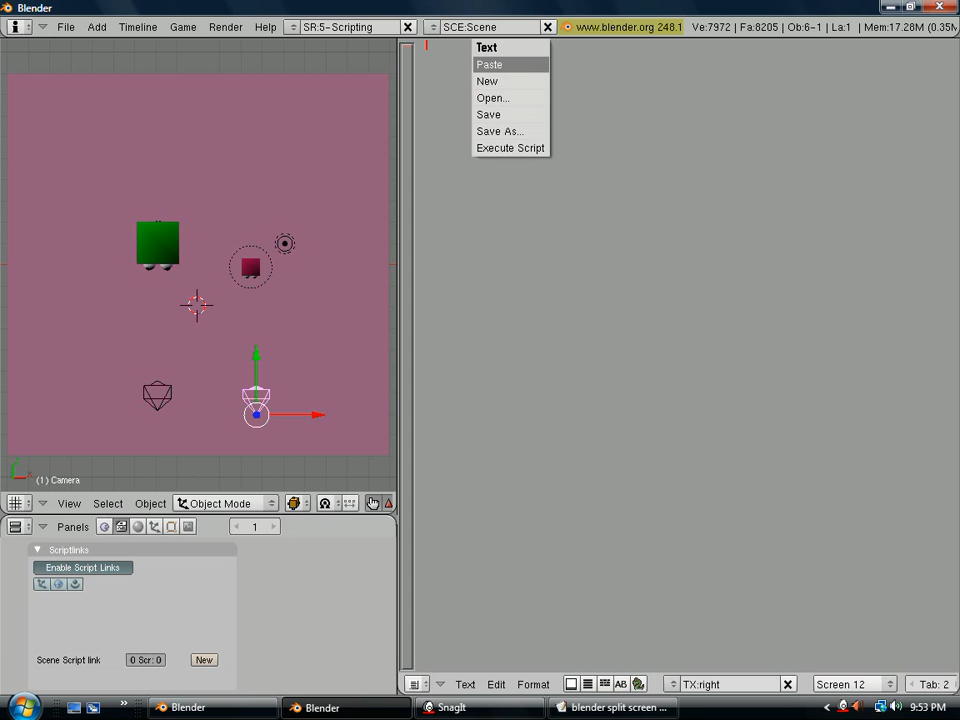 Blender
File Add Timeline Game Render Help SR:5-Scripting SCE:Scene www.blender.org 248.1 Ve:7972 | Fa:8205 | Ob:6-1 | La:1 | Mem:17.28M (0.35M
Text
Paste
New
Open...
Save
Save As...
Execute Script
(1) Camera
View Select Object Object Mode
Panels 1
Scriptlinks
Enable Script Links
Scene Script link 0 Scr: 0 New
Text Edit Format AB TX:right Screen 12 Tab: 2
Blender Blender SnagIt blender split screen ... 9:53 PM